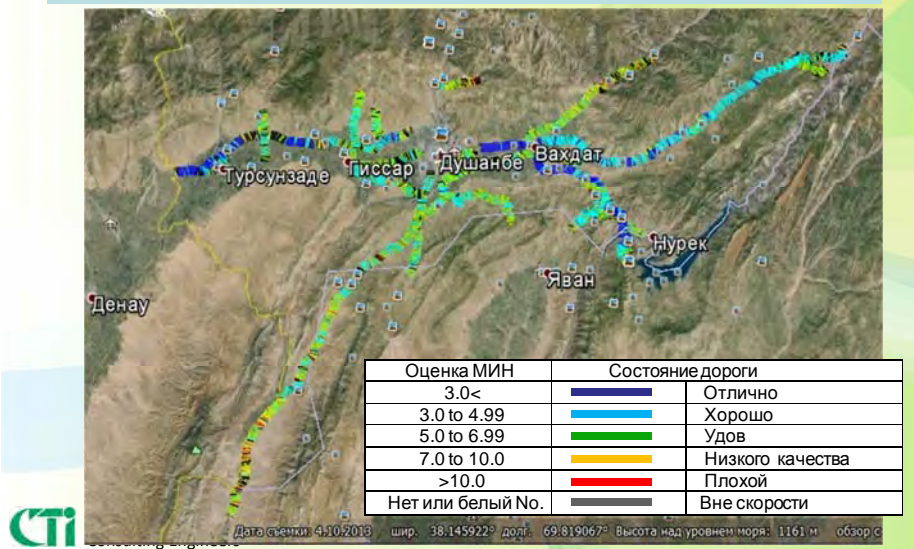 Турсунзаде
Гиссар
Душанбе
Вахдат
Нурек
Яван
Денау
Оценка МИН Состояние дороги
3.0< Отлично
3.0 to 4.99 Хорошо
5.0 to 6.99 Удов
7.0 to 10.0 Низкого качества
>10.0 Плохой
Нет или белый No. Вне скорости
Дата съемки: 4.10.2013 шир. 38.145922° долг. 69.819067° Высота над уровнем моря: 1161 м обзор с
CTi
Consulting Engineers